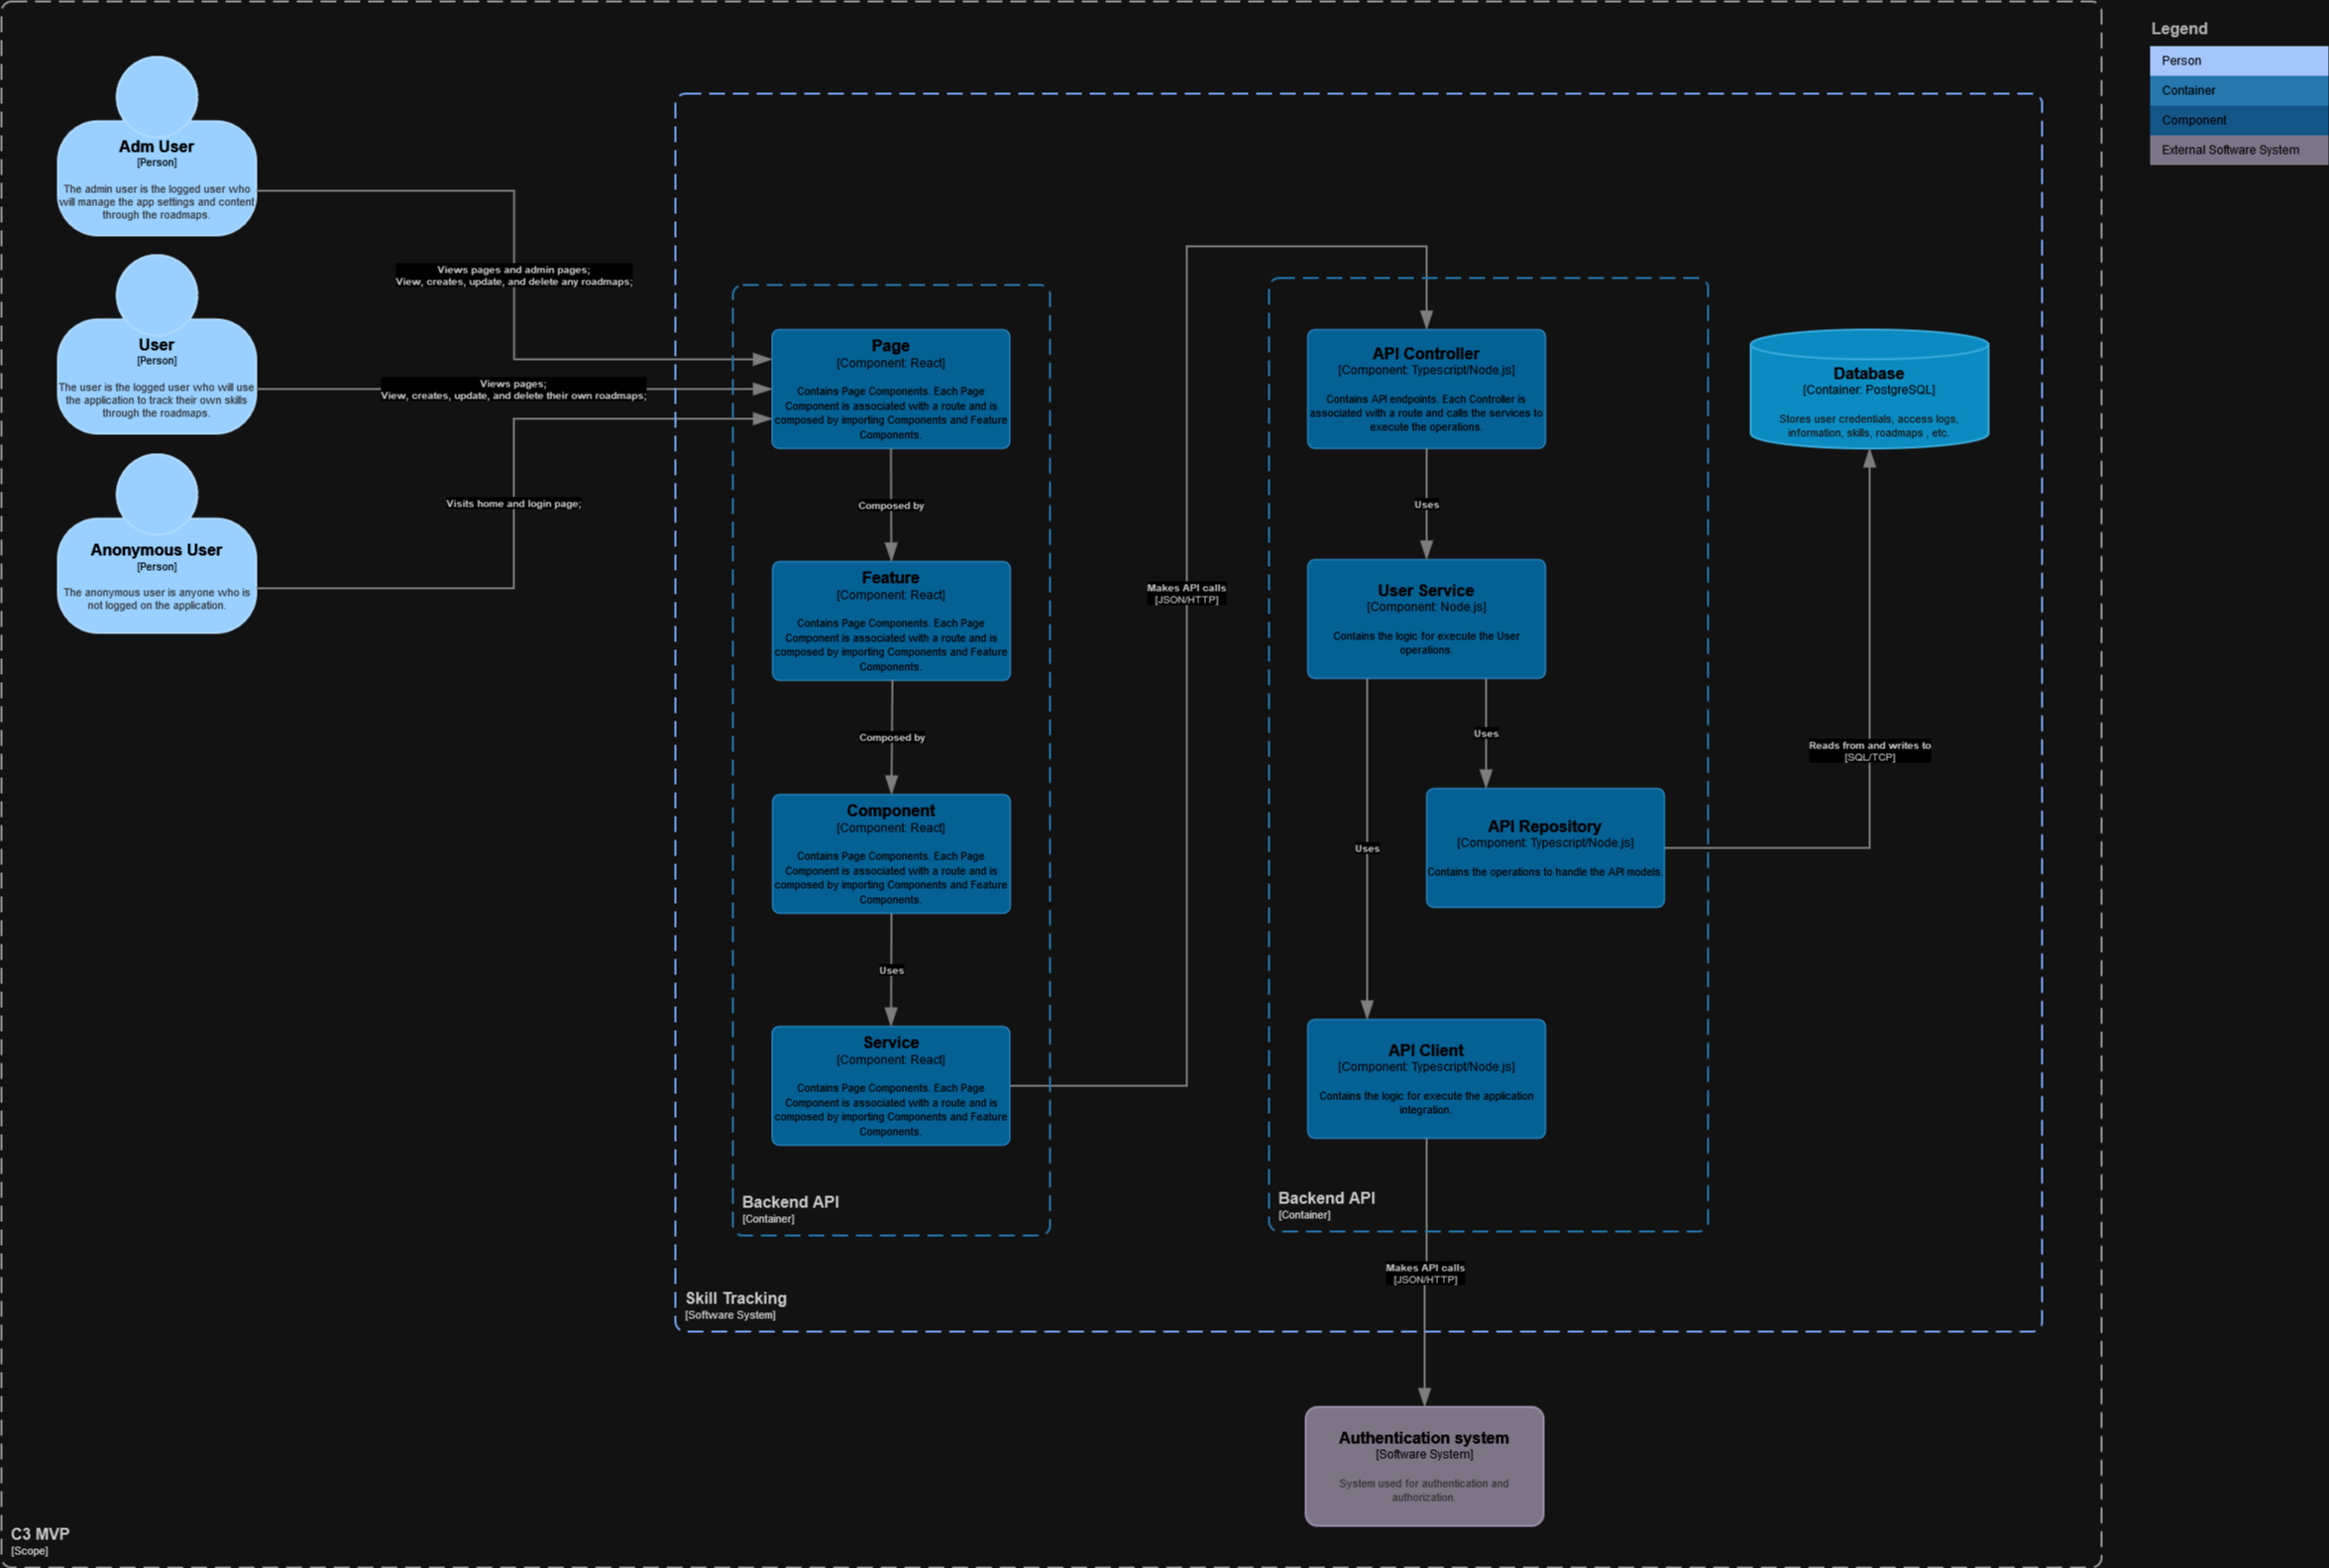 Legend
Person
Container
Component
External Software System
Adm User
[Person]
The admin user is the logged user who
will manage the app settings and content
through the roadmaps.
Views pages and admin pages;
View, creates, update, and delete any roadmaps;
User
[Person]
The user is the logged user who will use
the application to track their own skills
through the roadmaps.
Views pages;
View, creates, update, and delete their own roadmaps;
Anonymous User
[Person]
The anonymous user is anyone who is
not logged on the application.
Visits home and login page;
Page
[Component: React]
Contains Page Components. Each Page
Component is associated with a route and is
composed by importing Components and Feature
Components.
Composed by
Feature
[Component: React]
Contains Page Components. Each Page
Component is associated with a route and is
composed by importing Components and Feature
Components.
Composed by
Component
[Component: React]
Contains Page Components. Each Page
Component is associated with a route and is
composed by importing Components and Feature
Components.
Uses
Service
[Component: React]
Contains Page Components. Each Page
Component is associated with a route and is
composed by importing Components and Feature
Components.
Backend API
[Container]
Makes API calls
[JSON/HTTP]
API Controller
[Component: Typescript/Node.js]
Contains API endpoints. Each Controller is
associated with a route and calls the services to
execute the operations.
Uses
User Service
[Component: Node.js]
Contains the logic for execute the User
operations.
Uses
Uses
API Repository
[Component: Typescript/Node.js]
Contains the operations to handle the API models.
API Client
[Component: Typescript/Node.js]
Contains the logic for execute the application
integration.
Backend API
[Container]
Database
[Container: PostgreSQL]
Stores user credentials, access logs,
information, skills, roadmaps , etc.
Reads from and writes to
[SQL/TCP]
Makes API calls
[JSON/HTTP]
Skill Tracking
[Software System]
Authentication system
[Software System]
System used for authentication and
authorization.
C3 MVP
[Scope]